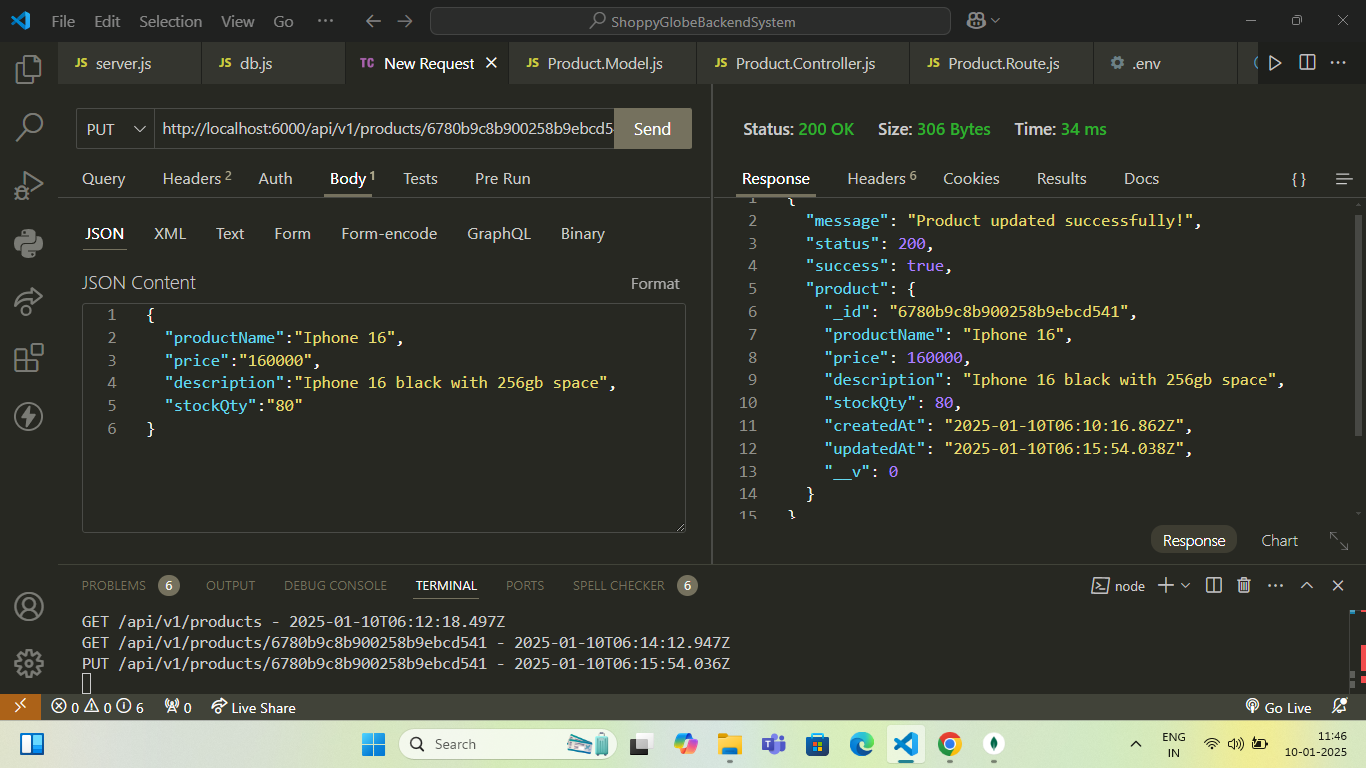 File Edit Selection View Go ··· ShoppyGlobeBackendSystem
JS server.js JS db.js TC New Request JS Product.Model.js JS Product.Controller.js JS Product.Route.js .env
PUT http://localhost:6000/api/v1/products/6780b9c8b900258b9ebcd5 Send
Status: 200 OK Size: 306 Bytes Time: 34 ms
Query Headers 2 Auth Body 1 Tests Pre Run
Response Headers 6 Cookies Results Docs { }
JSON XML Text Form Form-encode GraphQL Binary
JSON Content Format
1 {
2 "productName":"Iphone 16",
3 "price":"160000",
4 "description":"Iphone 16 black with 256gb space",
5 "stockQty":"80"
6 }
1 {
2 "message": "Product updated successfully!",
3 "status": 200,
4 "success": true,
5 "product": {
6 "_id": "6780b9c8b900258b9ebcd541",
7 "productName": "Iphone 16",
8 "price": 160000,
9 "description": "Iphone 16 black with 256gb space",
10 "stockQty": 80,
11 "createdAt": "2025-01-10T06:10:16.862Z",
12 "updatedAt": "2025-01-10T06:15:54.038Z",
13 "__v": 0
14 }
15 }
Response Chart
PROBLEMS 6 OUTPUT DEBUG CONSOLE TERMINAL PORTS SPELL CHECKER 6 node
GET /api/v1/products - 2025-01-10T06:12:18.497Z
GET /api/v1/products/6780b9c8b900258b9ebcd541 - 2025-01-10T06:14:12.947Z
PUT /api/v1/products/6780b9c8b900258b9ebcd541 - 2025-01-10T06:15:54.036Z
0 0 6 0 Live Share Go Live
Search
ENG
IN
11:46
10-01-2025